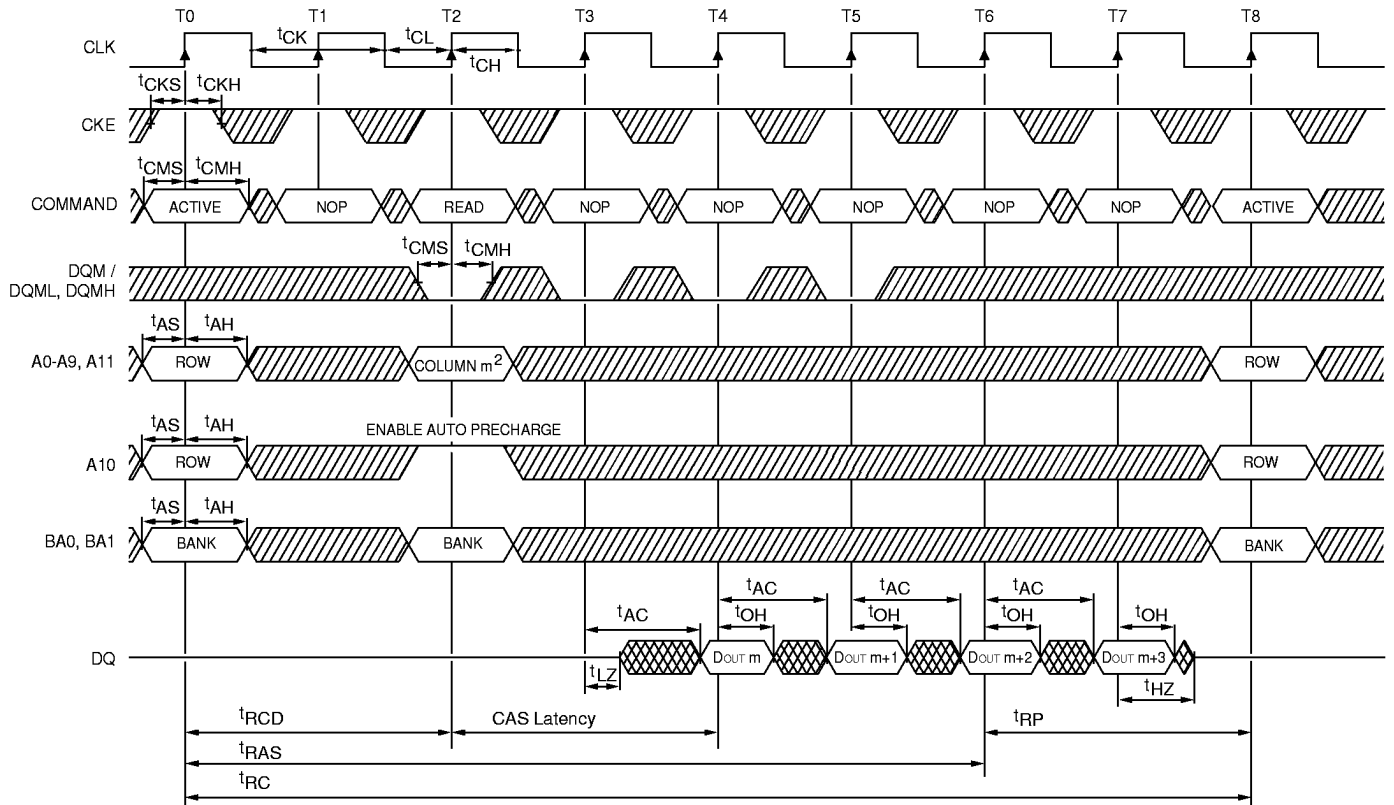 T0 T1 T2 T3 T4 T5 T6 T7 T8
CLK tCK tCL tCH
tCKS tCKH
CKE
tCMS tCMH
COMMAND ACTIVE NOP READ NOP NOP NOP NOP NOP ACTIVE
tCMS tCMH
DQM /
DQML, DQMH
tAS tAH
A0-A9, A11 ROW COLUMN m² ROW
ENABLE AUTO PRECHARGE
tAS tAH
A10 ROW ROW
tAS tAH
BA0, BA1 BANK BANK BANK
tAC tAC tAC tAC
tOH tOH tOH tOH
DQ DOUT m DOUT m+1 DOUT m+2 DOUT m+3
tLZ tHZ
tRCD CAS Latency tRP
tRAS
tRC